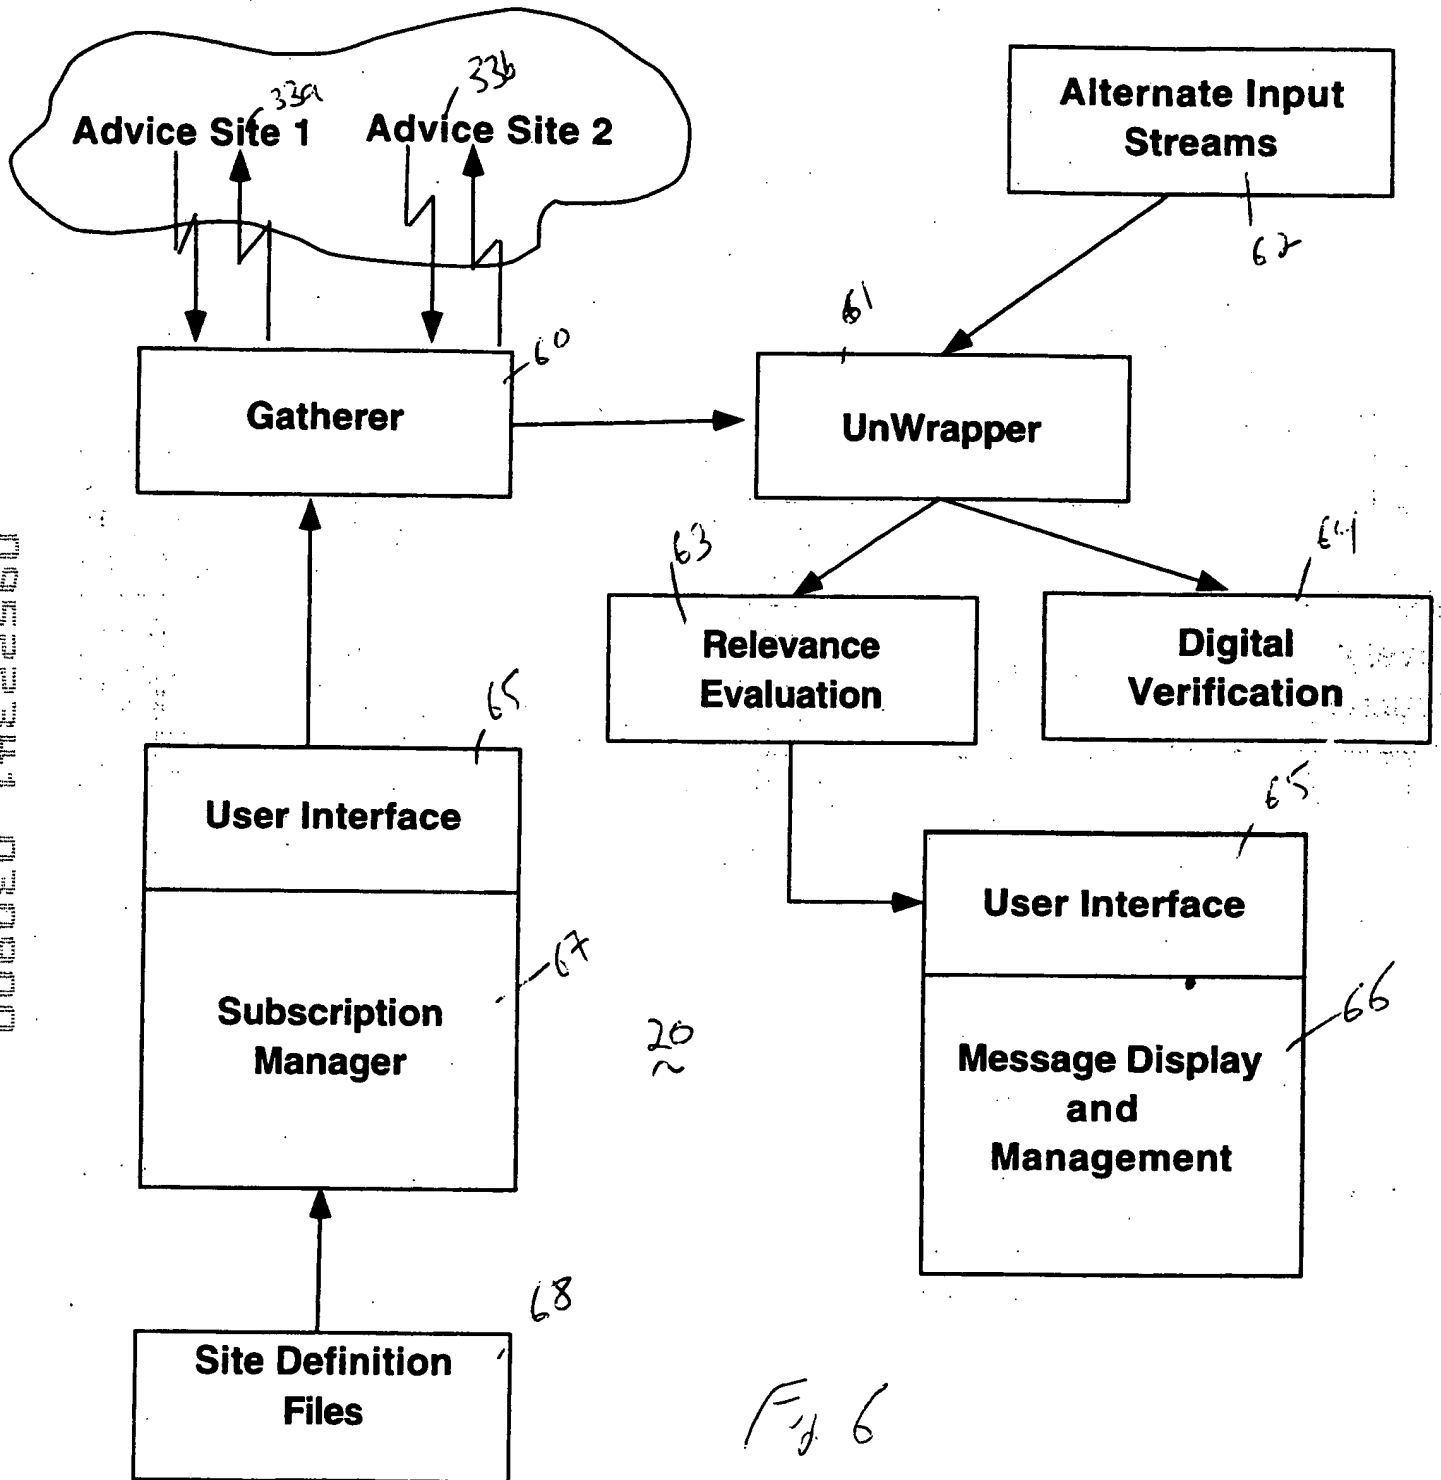 33a
33b
Advice Site 1
Advice Site 2
Alternate Input
Streams
62
61
60
Gatherer
UnWrapper
63
64
Relevance
Evaluation
Digital
Verification
65
User Interface
65
User Interface
67
Subscription
Manager
20
66
Message Display
and
Management
68
Site Definition
Files
Fig 6